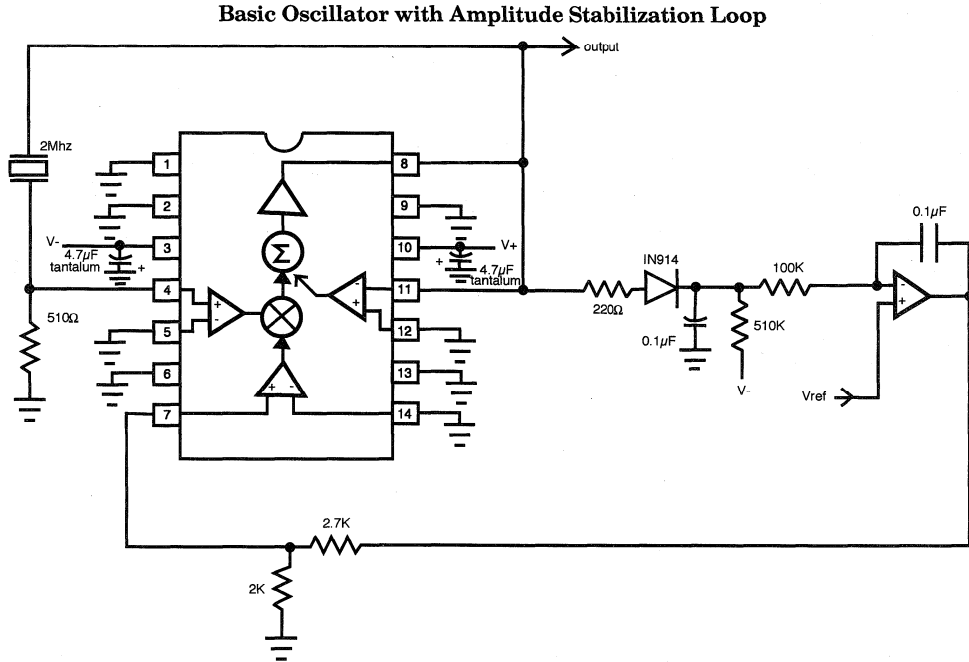 Basic Oscillator with Amplitude Stabilization Loop
output
2Mhz
1
8
2
9
V-
3
4.7µF
tantalum
+
10
V+
+
4.7µF
tantalum
Σ
4
11
510Ω
5
12
6
13
7
14
+
-
-
+
+
-
220Ω
IN914
0.1µF
510K
V-
100K
0.1µF
-
+
Vref
2.7K
2K